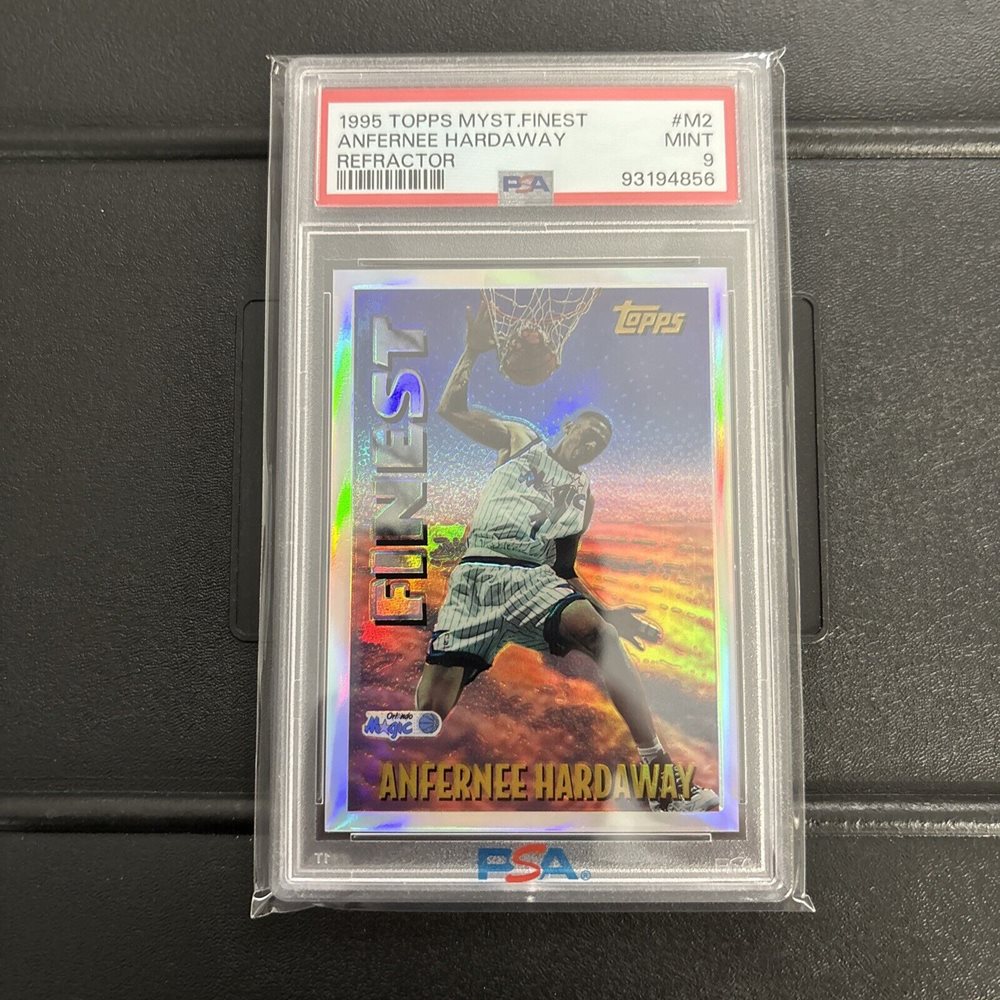 1995 TOPPS MYST.FINEST #M2
ANFERNEE HARDAWAY MINT
REFRACTOR 9
PSA 93194856
TOPPS
FINEST
Orlando
Magic
ANFERNEE HARDAWAY
PSA